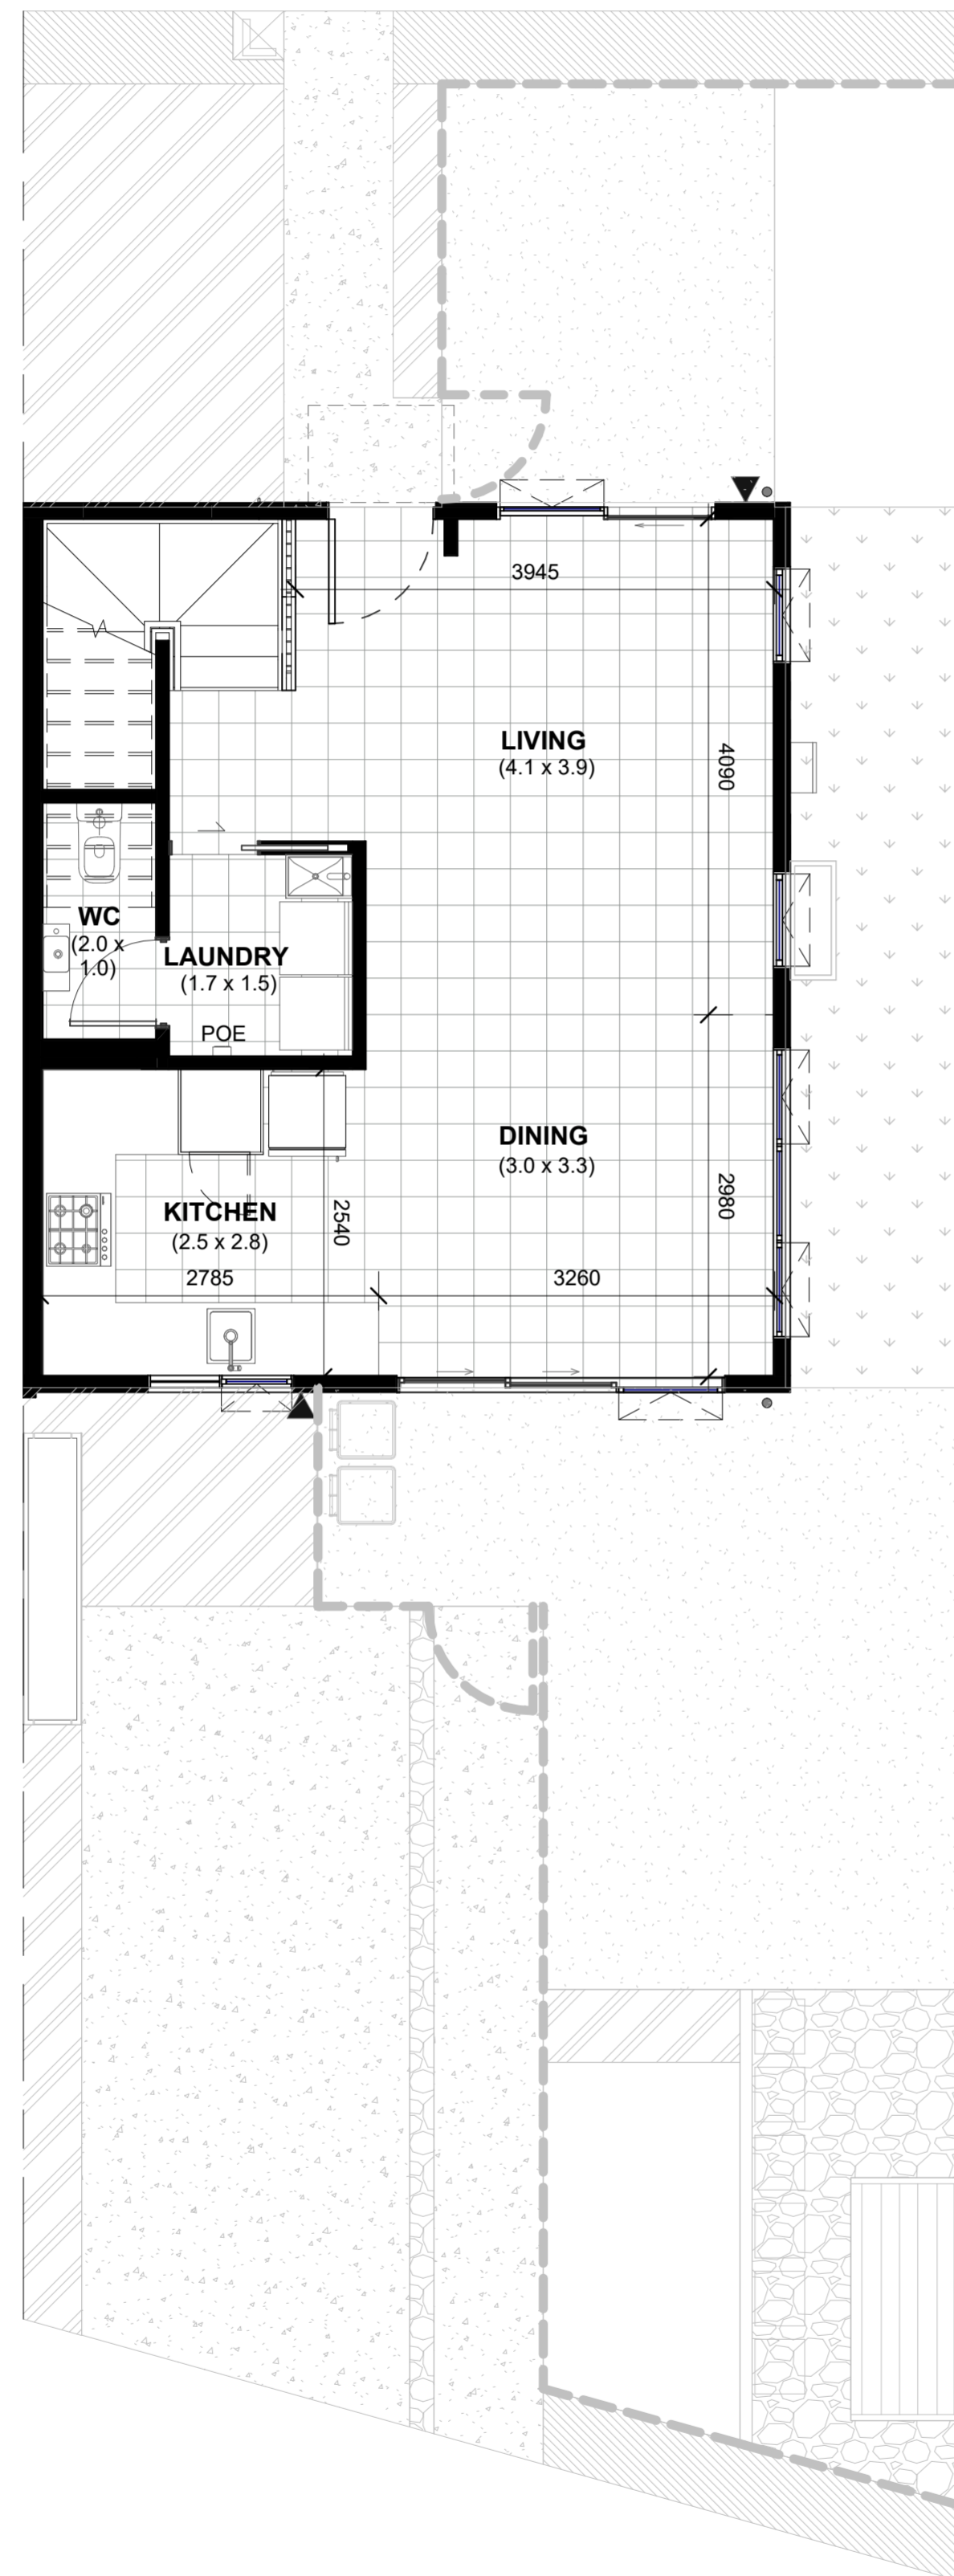 3945
LIVING
(4.1 x 3.9)
4090
WC
(2.0 x
1.0)
LAUNDRY
(1.7 x 1.5)
POE
DINING
(3.0 x 3.3)
KITCHEN
(2.5 x 2.8)
2540
2980
2785
3260